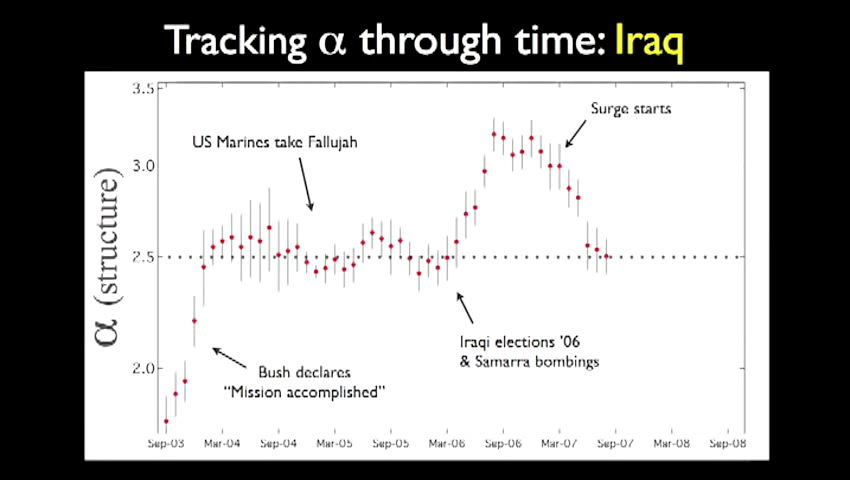 Tracking α through time: Iraq
3.5
Surge starts
US Marines take Fallujah
3.0
α (structure)
2.5
Iraqi elections '06
& Samarra bombings
Bush declares
"Mission accomplished"
2.0
Sep-03 Mar-04 Sep-04 Mar-05 Sep-05 Mar-06 Sep-06 Mar-07 Sep-07 Mar-08 Sep-08